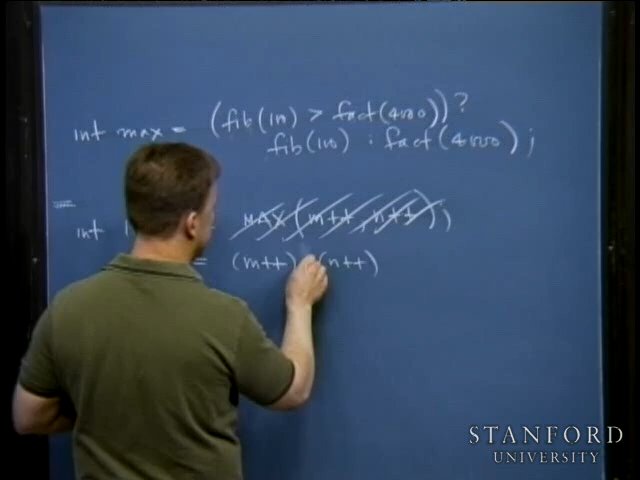 (fib(100) > fact(4000)) ?
int max = fib(100) : fact(4000) ;
int MAX(m++, n++) ;
= (m++) (n++)
STANFORD
UNIVERSITY